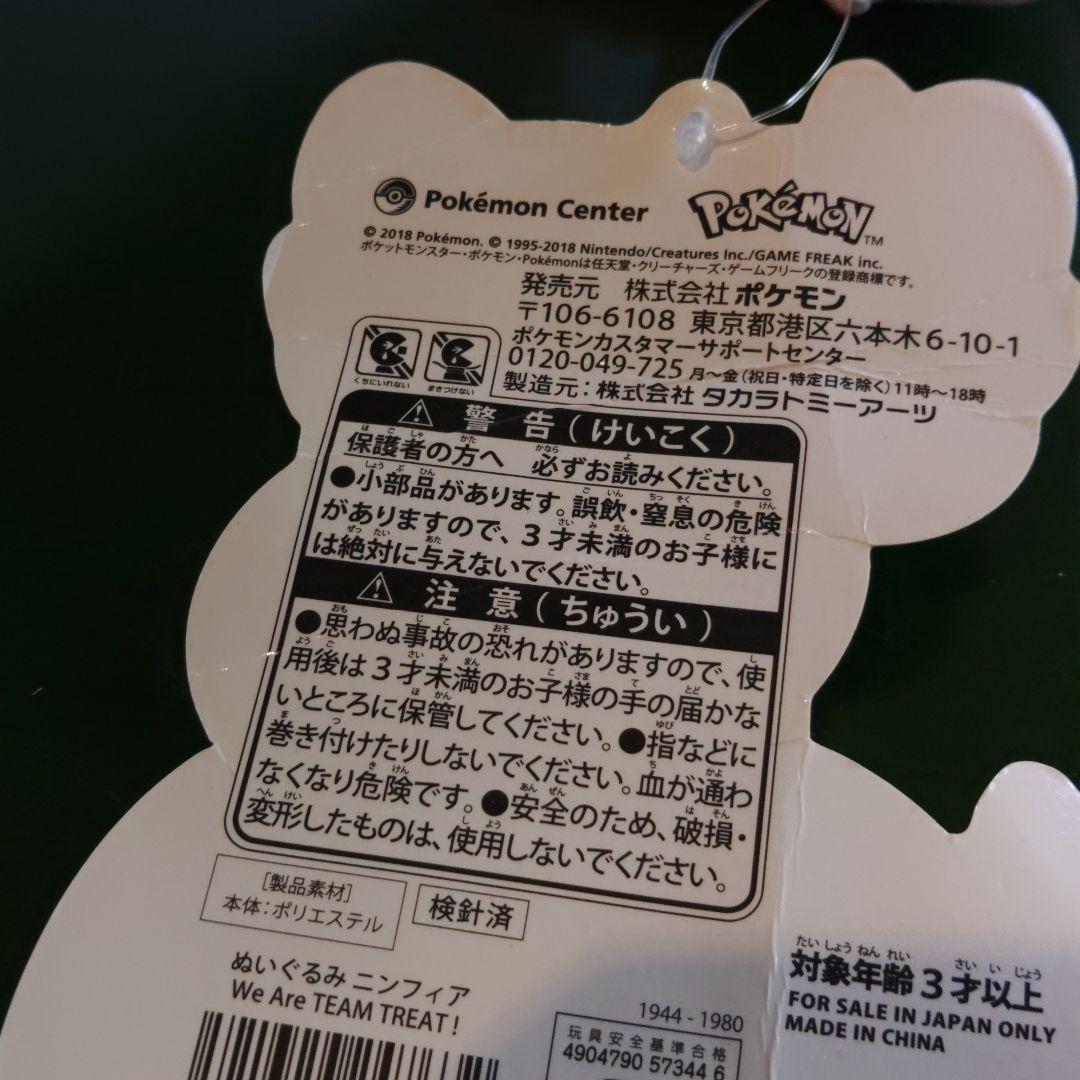 Pokémon Center POKéMON™
© 2018 Pokémon. © 1995-2018 Nintendo/Creatures Inc./GAME FREAK inc.
ポケットモンスター・ポケモン・Pokémonは任天堂・クリーチャーズ・ゲームフリークの登録商標です。
発売元 株式会社 ポケモン
〒106-6108 東京都港区六本木6-10-1
ポケモンカスタマーサポートセンター
0120-049-725 月～金(祝日・特定日を除く)11時～18時
製造元：株式会社 タカラトミーアーツ
くちにいれない まきつけない
警告(けいこく)
保護者の方へ 必ずお読みください。
●小部品があります。誤飲・窒息の危険
がありますので、3才未満のお子様に
は絶対に与えないでください。
注意(ちゅうい)
●思わぬ事故の恐れがありますので、使
用後は3才未満のお子様の手の届かな
いところに保管してください。●指などに
巻き付けたりしないでください。血が通わ
なくなり危険です。●安全のため、破損・
変形したものは、使用しないでください。
[製品素材]
本体：ポリエステル
検針済
ぬいぐるみ ニンフィア
We Are TEAM TREAT!
1944-1980
玩具安全基準合格
4904790 57344 6
対象年齢3才以上
FOR SALE IN JAPAN ONLY
MADE IN CHINA